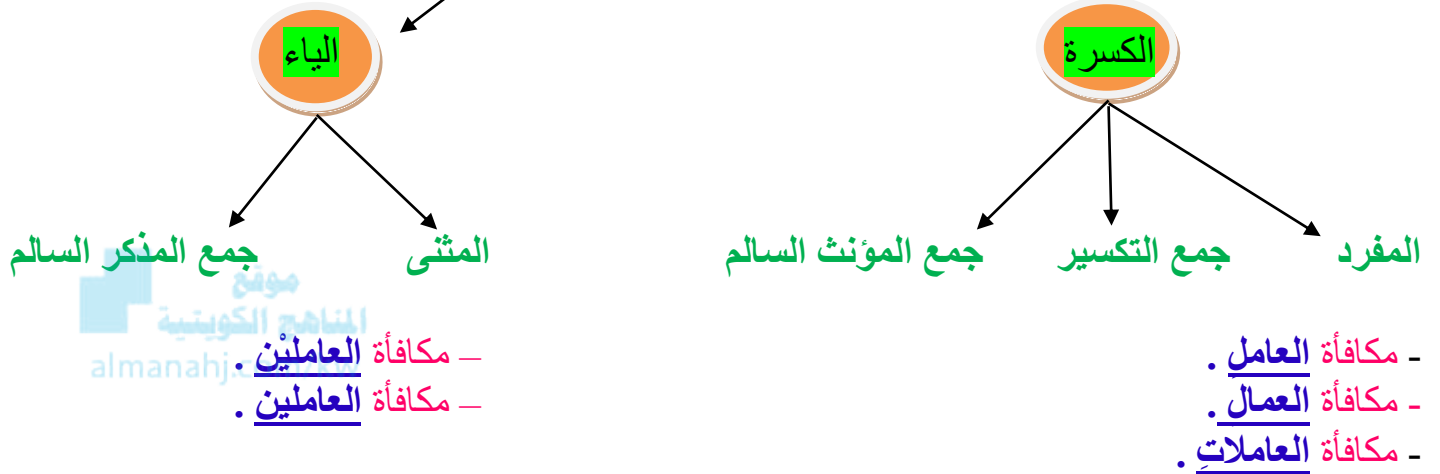 الكسرة
الياء
المفرد جمع التكسير جمع المؤنث السالم
المثنى جمع المذكر السالم
موقع
المناهج الكويتية
almanahj.com/kw
- مكافأة العاملِ .
- مكافأة العمالِ .
- مكافأة العاملاتِ .
– مكافأة العامليْن .
– مكافأة العاملين .